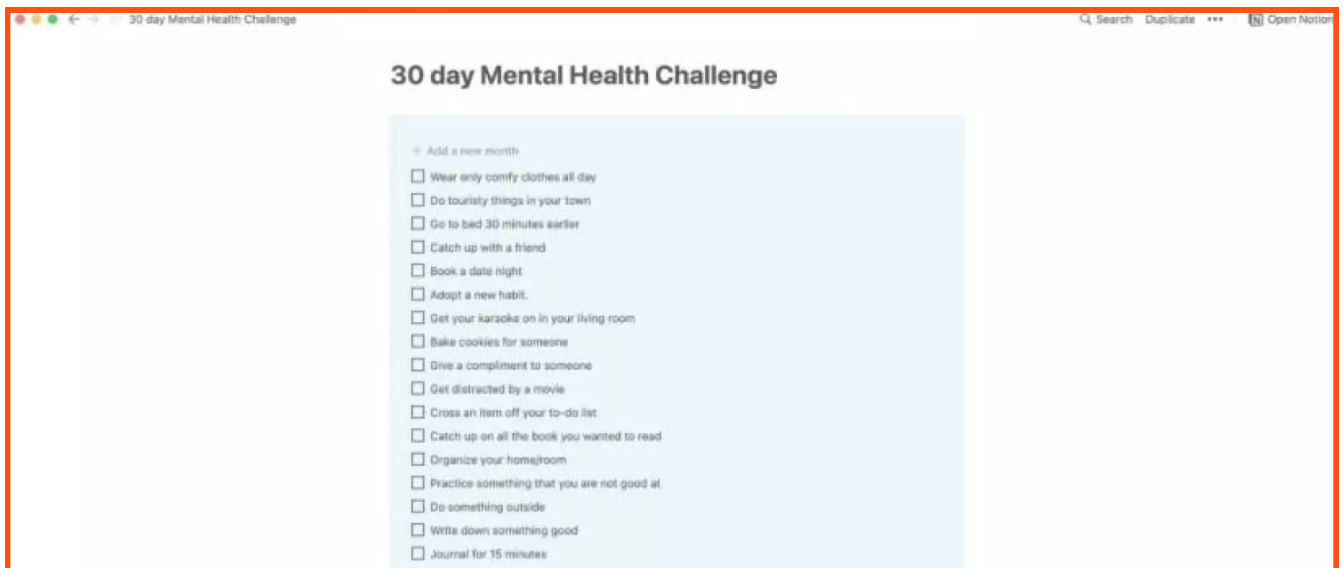 30 day Mental Health Challenge
Search Duplicate ••• Open Notion
30 day Mental Health Challenge
+ Add a new month
Wear only comfy clothes all day
Do touristy things in your town
Go to bed 30 minutes earlier
Catch up with a friend
Book a date night
Adopt a new habit.
Get your karaoke on in your living room
Bake cookies for someone
Give a compliment to someone
Get distracted by a movie
Cross an item off your to-do list
Catch up on all the book you wanted to read
Organize your home/room
Practice something that you are not good at
Do something outside
Write down something good
Journal for 15 minutes